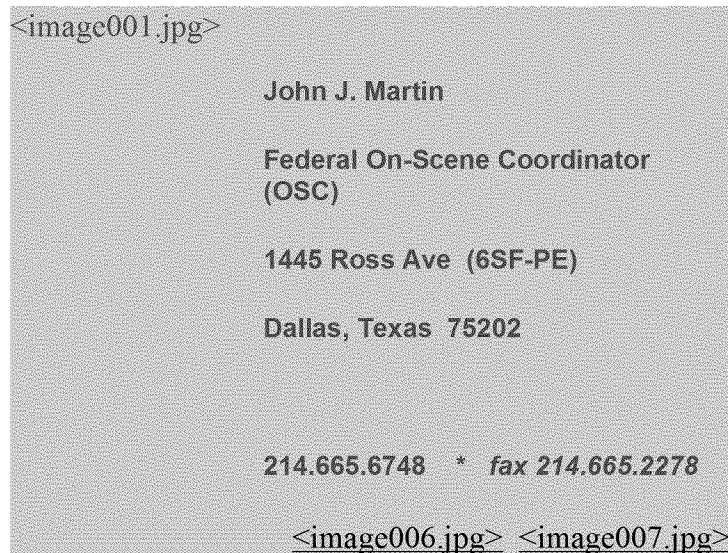 <image001.jpg>
John J. Martin
Federal On-Scene Coordinator
(OSC)
1445 Ross Ave  (6SF-PE)
Dallas, Texas  75202
214.665.6748  *  fax 214.665.2278
<image006.jpg> <image007.jpg>